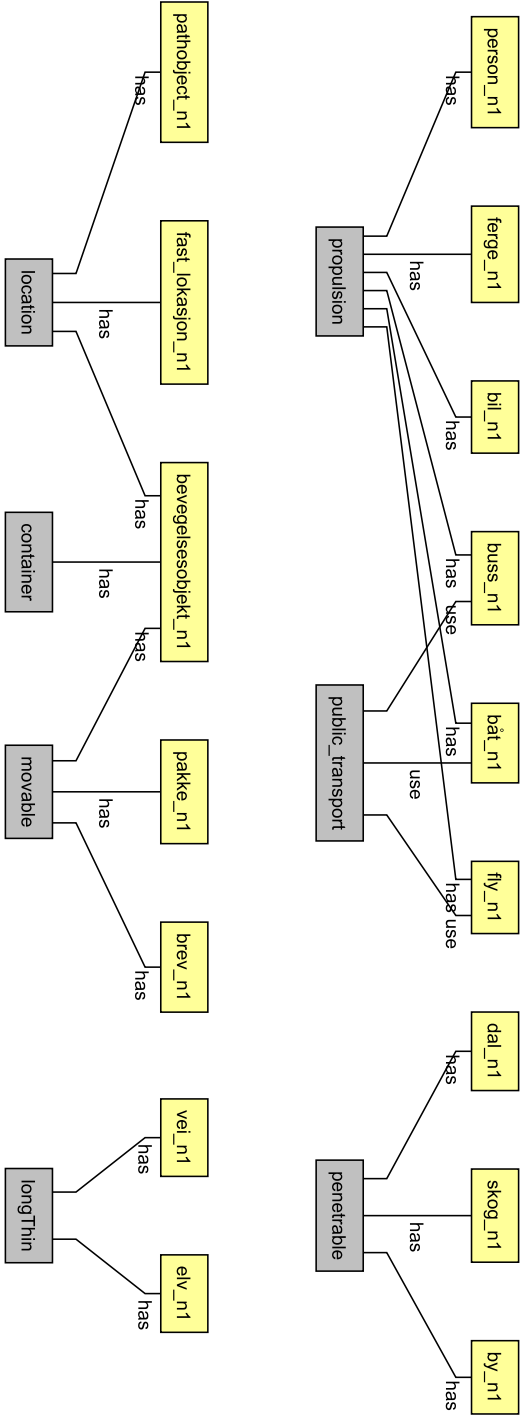 person_n1
ferge_n1
bil_n1
buss_n1
båt_n1
fly_n1
dal_n1
skog_n1
by_n1
has
has
has
use
has
has
use
has
has
has
use
has
propulsion
public_transport
penetrable
pathobject_n1
fast_lokasjon_n1
bevegelsesobjekt_n1
pakke_n1
brev_n1
vei_n1
elv_n1
has
has
has
has
has
has
has
has
has
location
container
movable
longThin